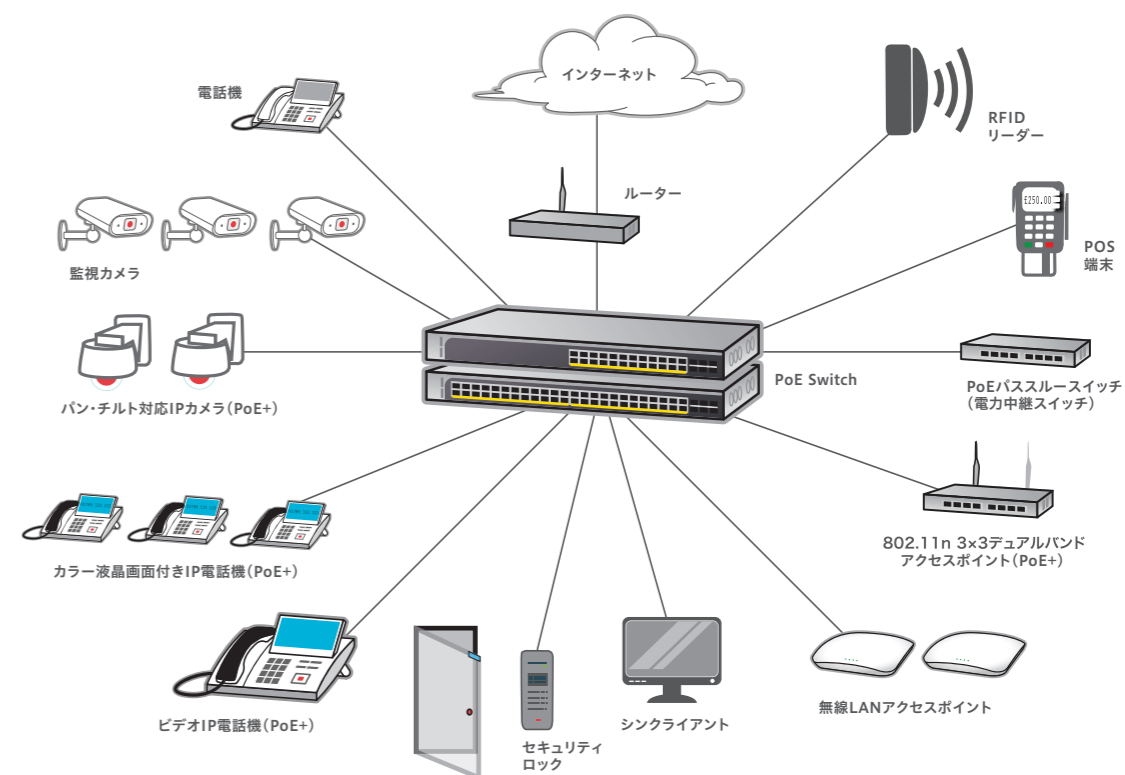 インターネット
電話機
RFID
リーダー
ルーター
£250.00
POS
端末
監視カメラ
PoE Switch
PoEパススルースイッチ
(電力中継スイッチ)
パン・チルト対応IPカメラ(PoE+)
802.11n 3×3デュアルバンド
アクセスポイント(PoE+)
カラー液晶画面付きIP電話機(PoE+)
ビデオIP電話機(PoE+)
セキュリティ
ロック
シンクライアント
無線LANアクセスポイント